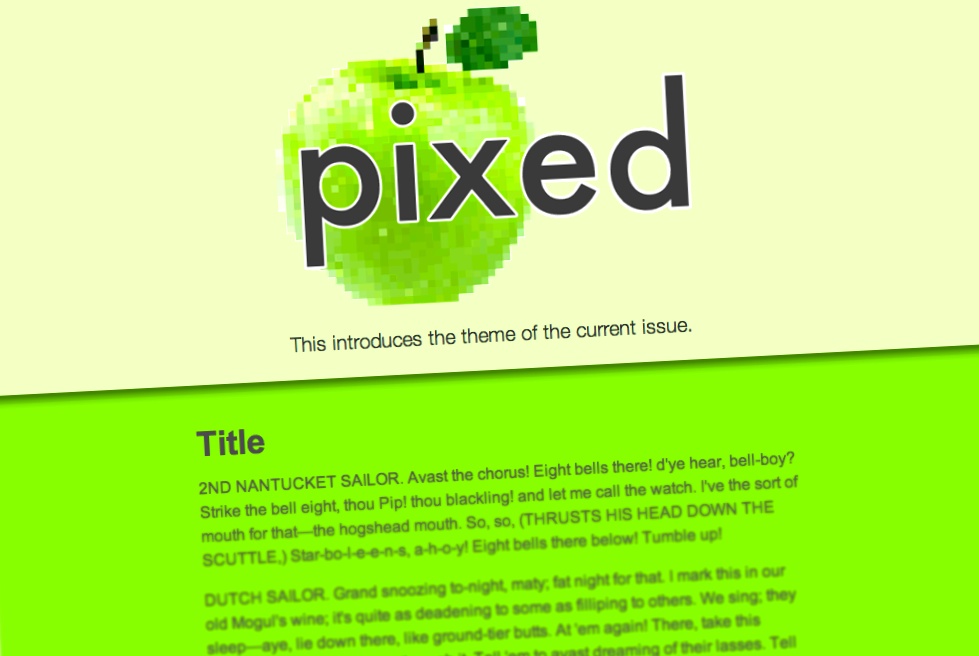 pixed
This introduces the theme of the current issue.
Title
2ND NANTUCKET SAILOR. Avast the chorus! Eight bells there! d'ye hear, bell-boy?
Strike the bell eight, thou Pip! thou blackling! and let me call the watch. I've the sort of
mouth for that—the hogshead mouth. So, so, (THRUSTS HIS HEAD DOWN THE
SCUTTLE,) Star-bo-l-e-e-n-s, a-h-o-y! Eight bells there below! Tumble up!
DUTCH SAILOR. Grand snoozing to-night, maty; fat night for that. I mark this in our
old Mogul's wine; it's quite as deadening to some as filliping to others. We sing; they
sleep—aye, lie down there, like ground-tier butts. At 'em again! There, take this
it. Tell 'em to avast dreaming of their lasses. Tell